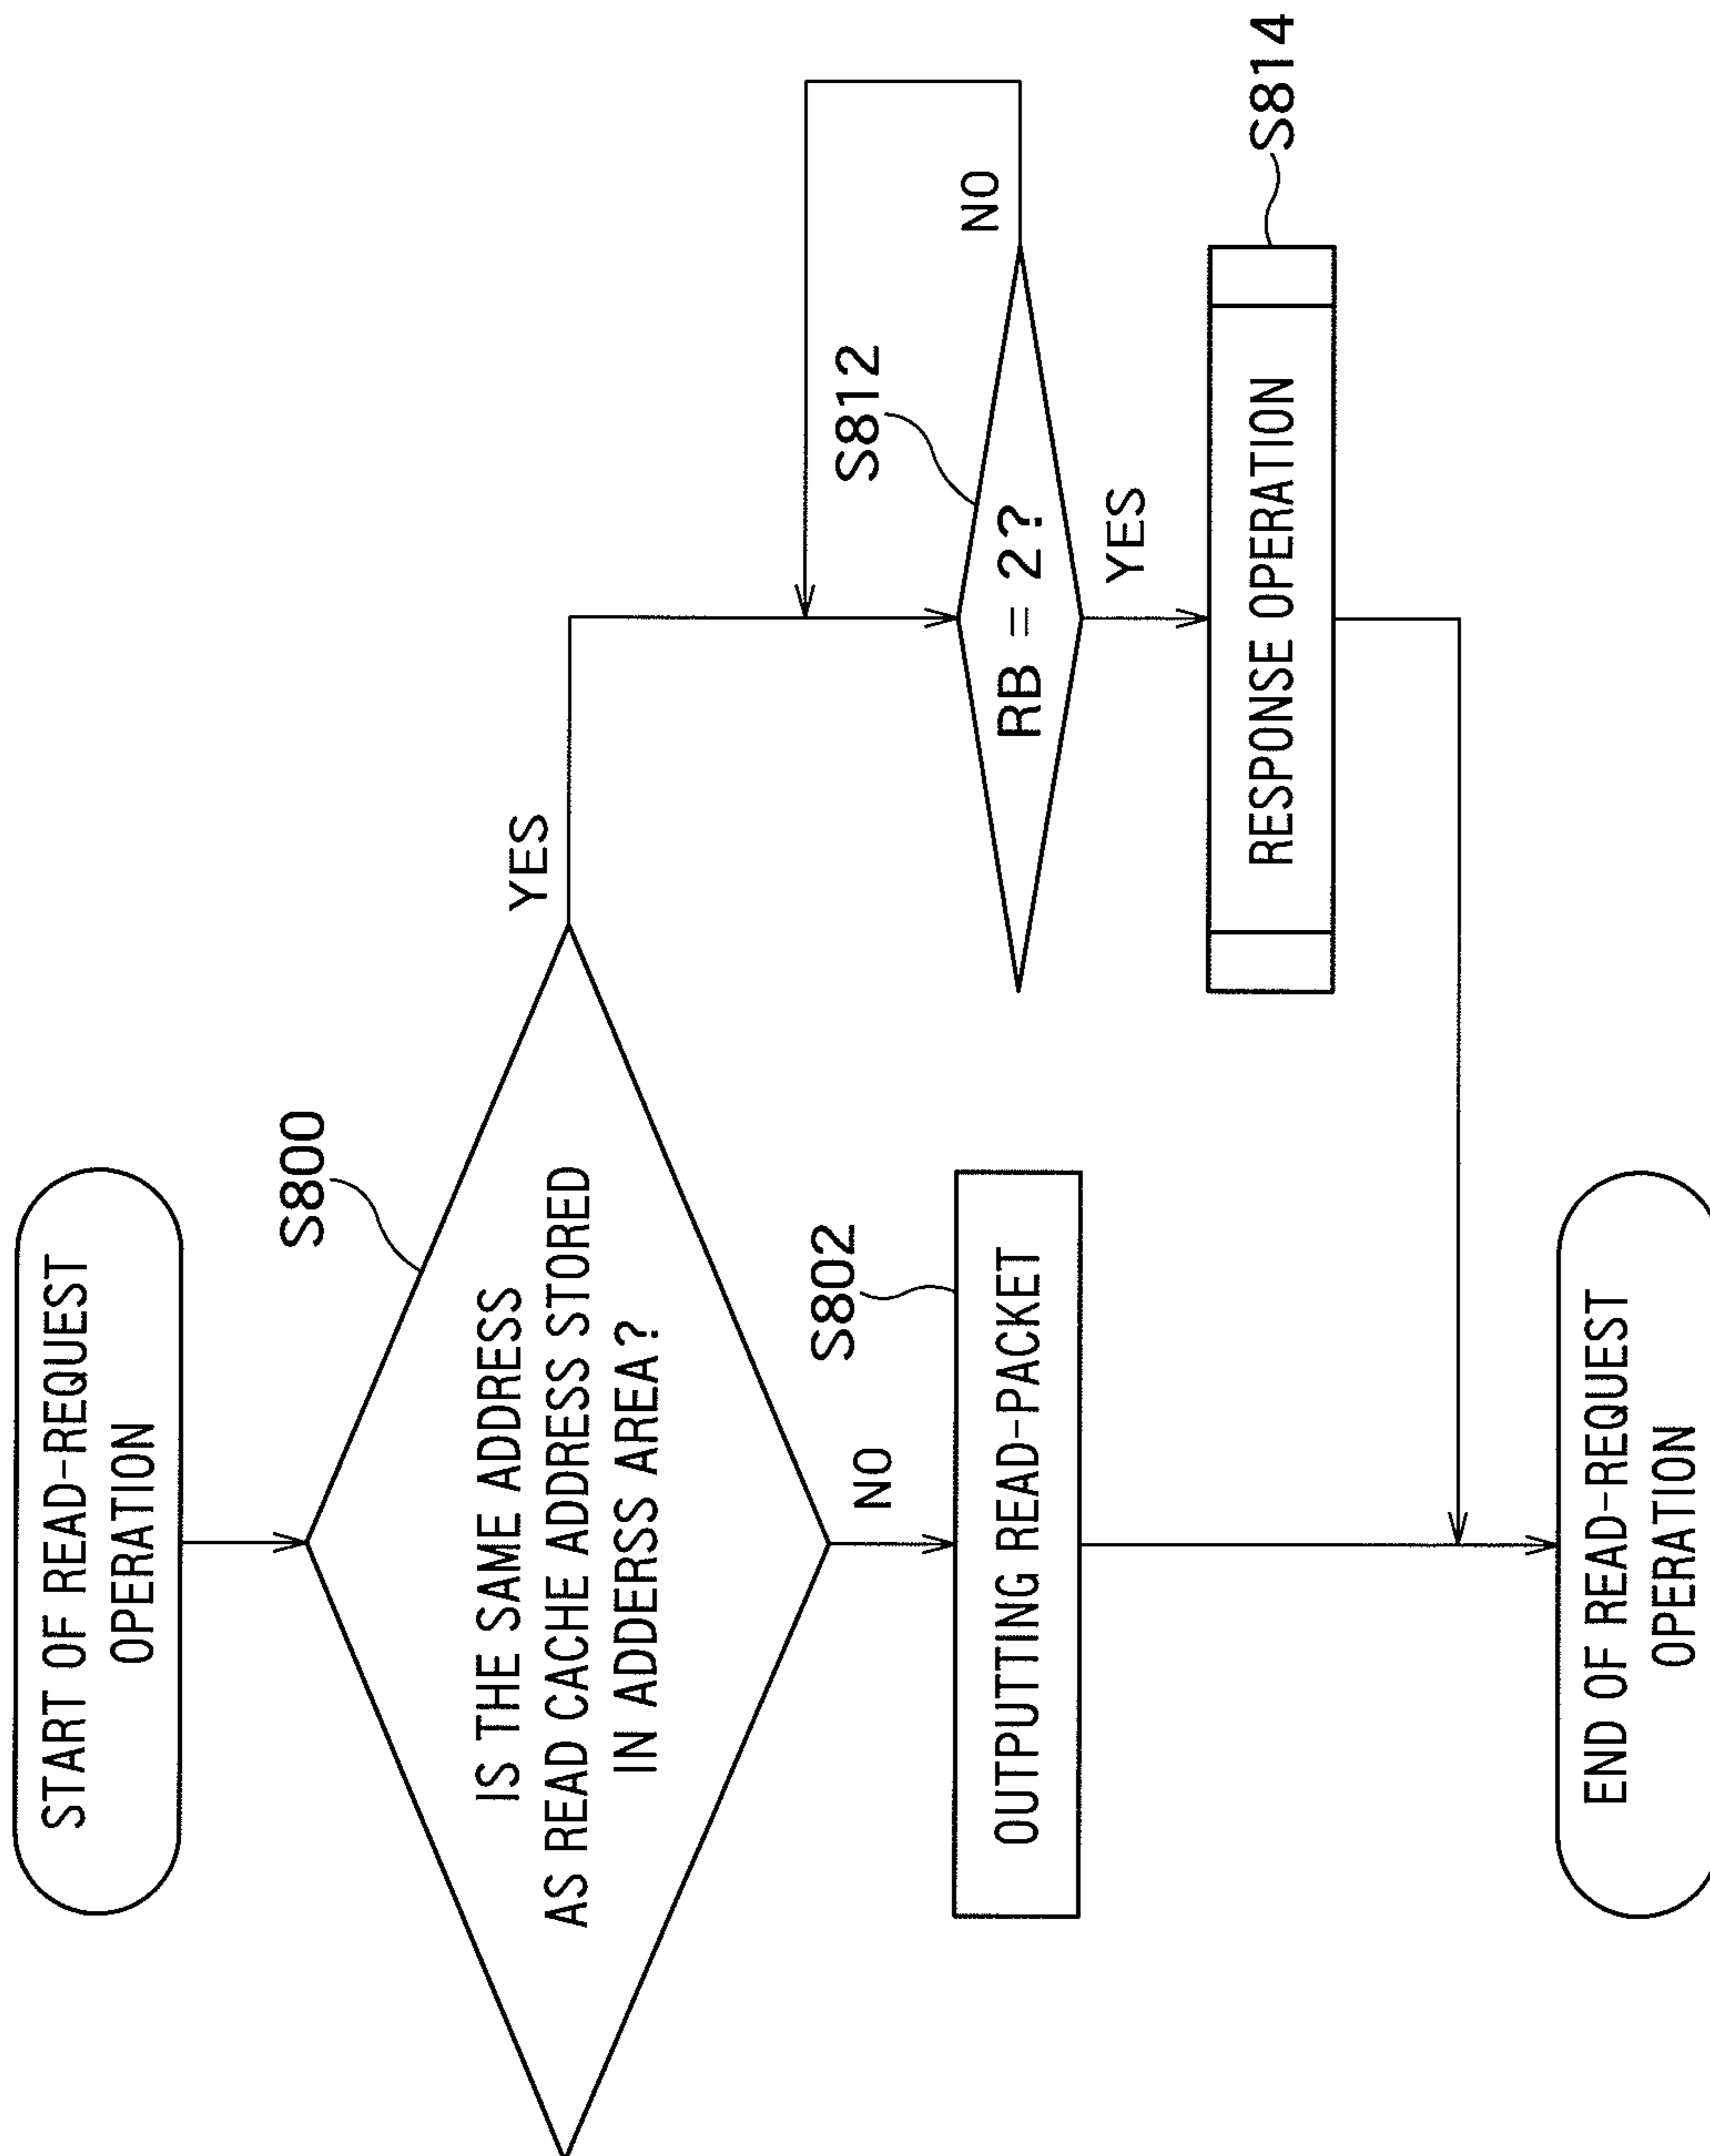 START OF READ-REQUEST
OPERATION
S800
IS THE SAME ADDRESS
AS READ CACHE ADDRESS STORED
IN ADDERSS AREA?
YES
NO
S802
OUTPUTTING READ-PACKET
S812
RB = 2?
NO
YES
S814
RESPONSE OPERATION
END OF READ-REQUEST
OPERATION